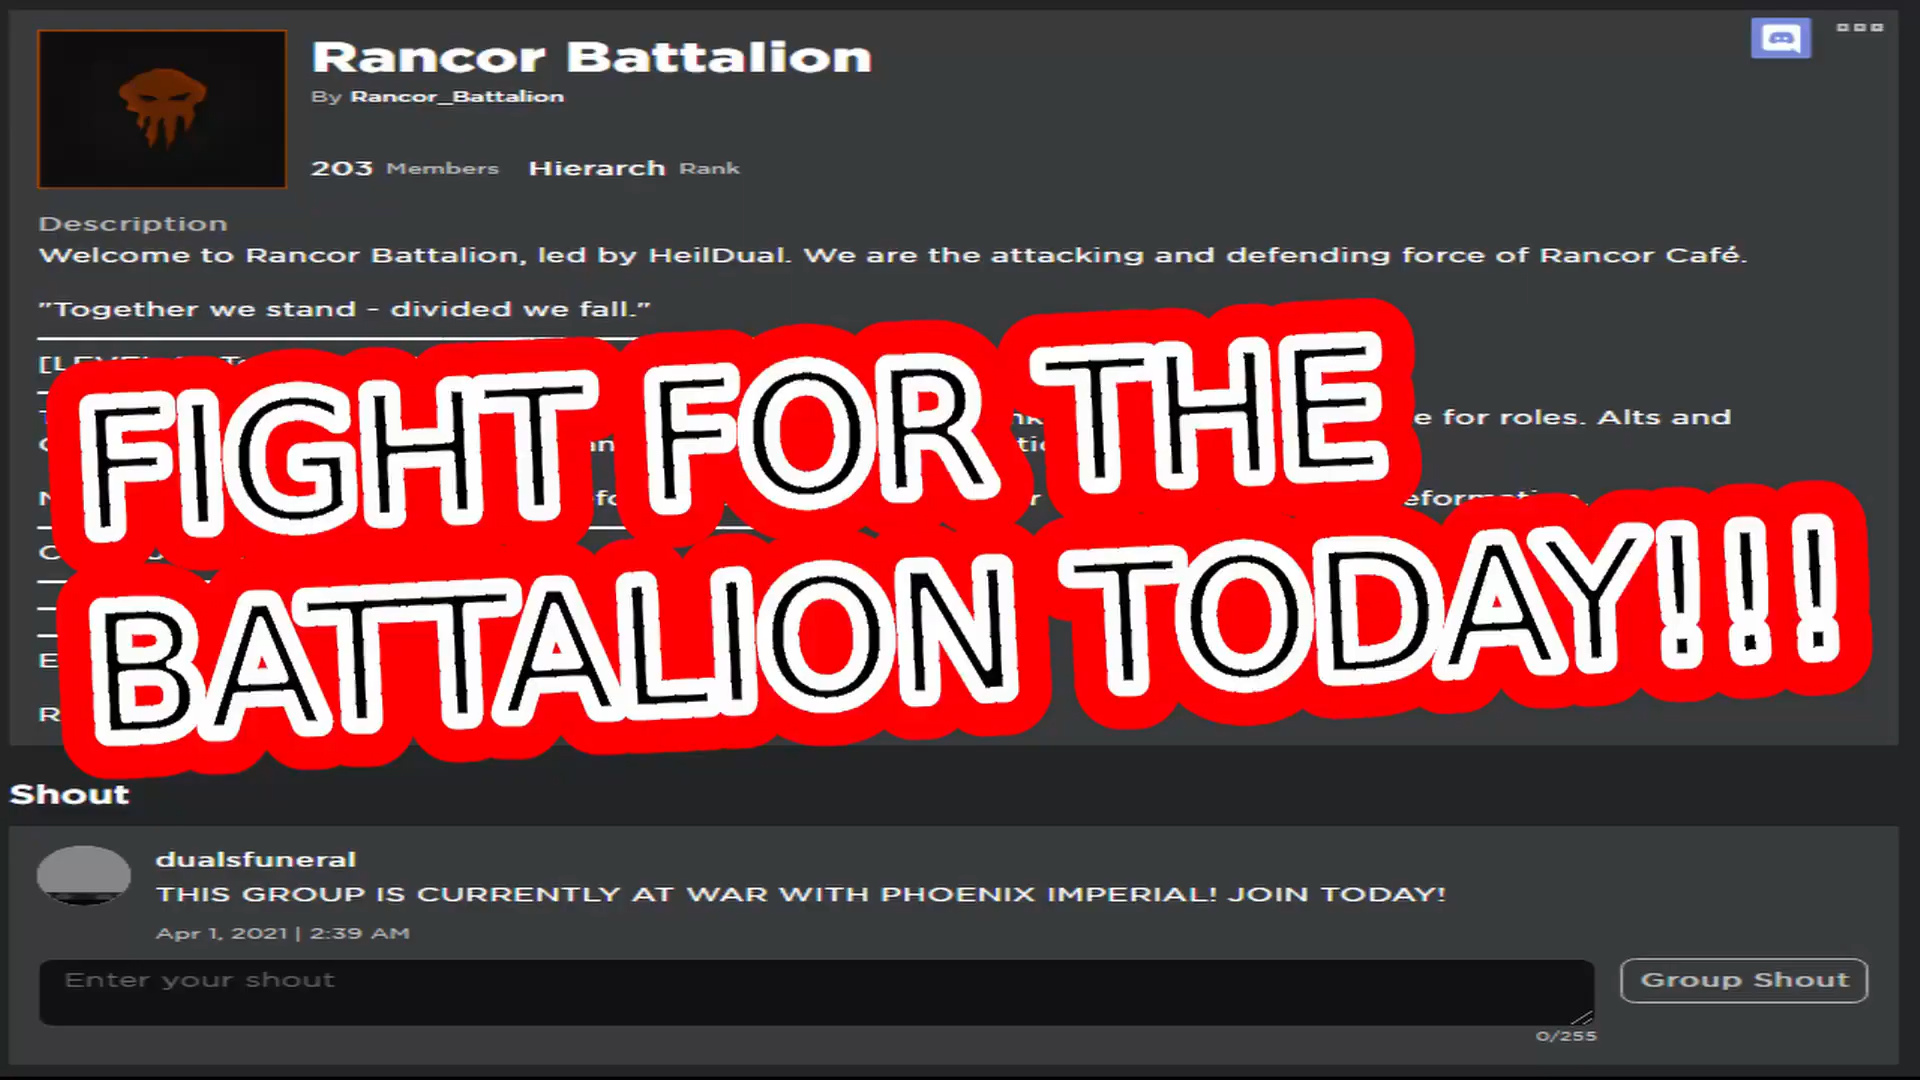 Rancor Battalion
By Rancor_Battalion
203 Members Hierarch Rank
Description
Welcome to Rancor Battalion, led by HeilDual. We are the attacking and defending force of Rancor Café.
"Together we stand - divided we fall."
FIGHT FOR THE
e for roles. Alts and
BATTALION TODAY!!!
Shout
dualsfuneral
THIS GROUP IS CURRENTLY AT WAR WITH PHOENIX IMPERIAL! JOIN TODAY!
Apr 1, 2021 | 2:39 AM
Enter your shout
Group Shout
0/255